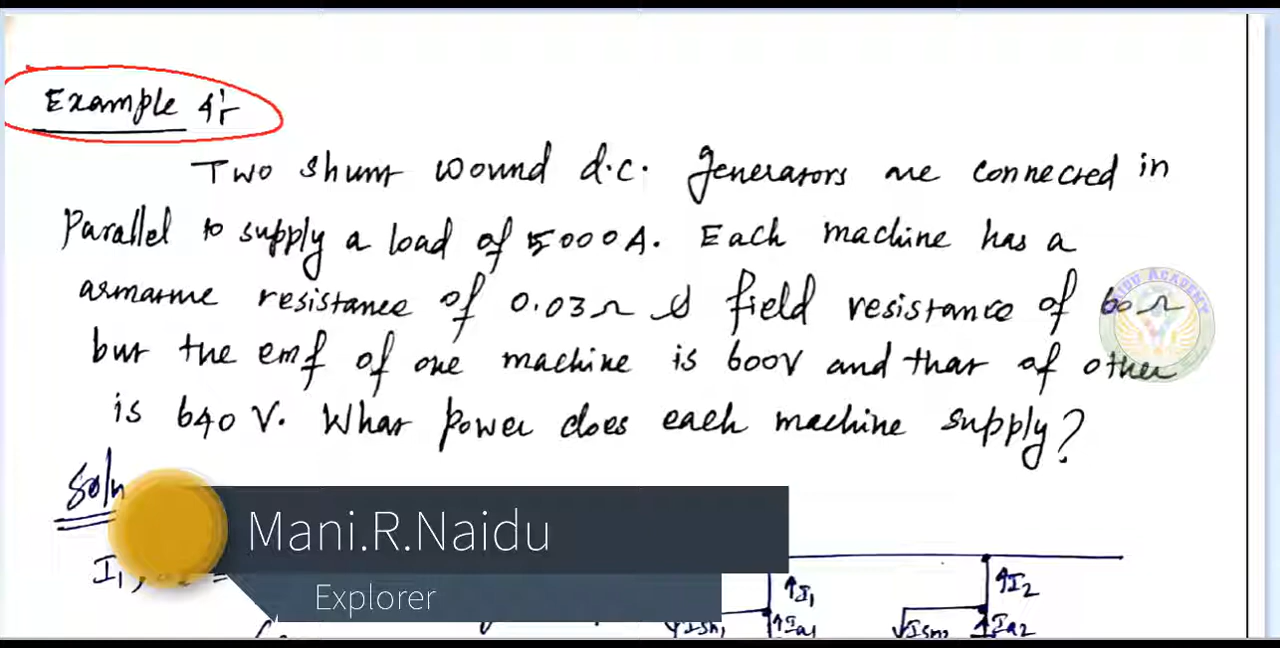 Example 4:-
Two shunt wound d.c. generators are connected in
parallel to supply a load of 5000A. Each machine has a
armature resistance of 0.03Ω & field resistance of 60Ω
but the emf of one machine is 600V and that of other
is 640 V. What power does each machine supply?
Soln
Mani.R.Naidu
I₁,
Explorer
↑I₁
↑I₂
Ish₁
↑Ia₁
↓Ish₂
↑Ia₂